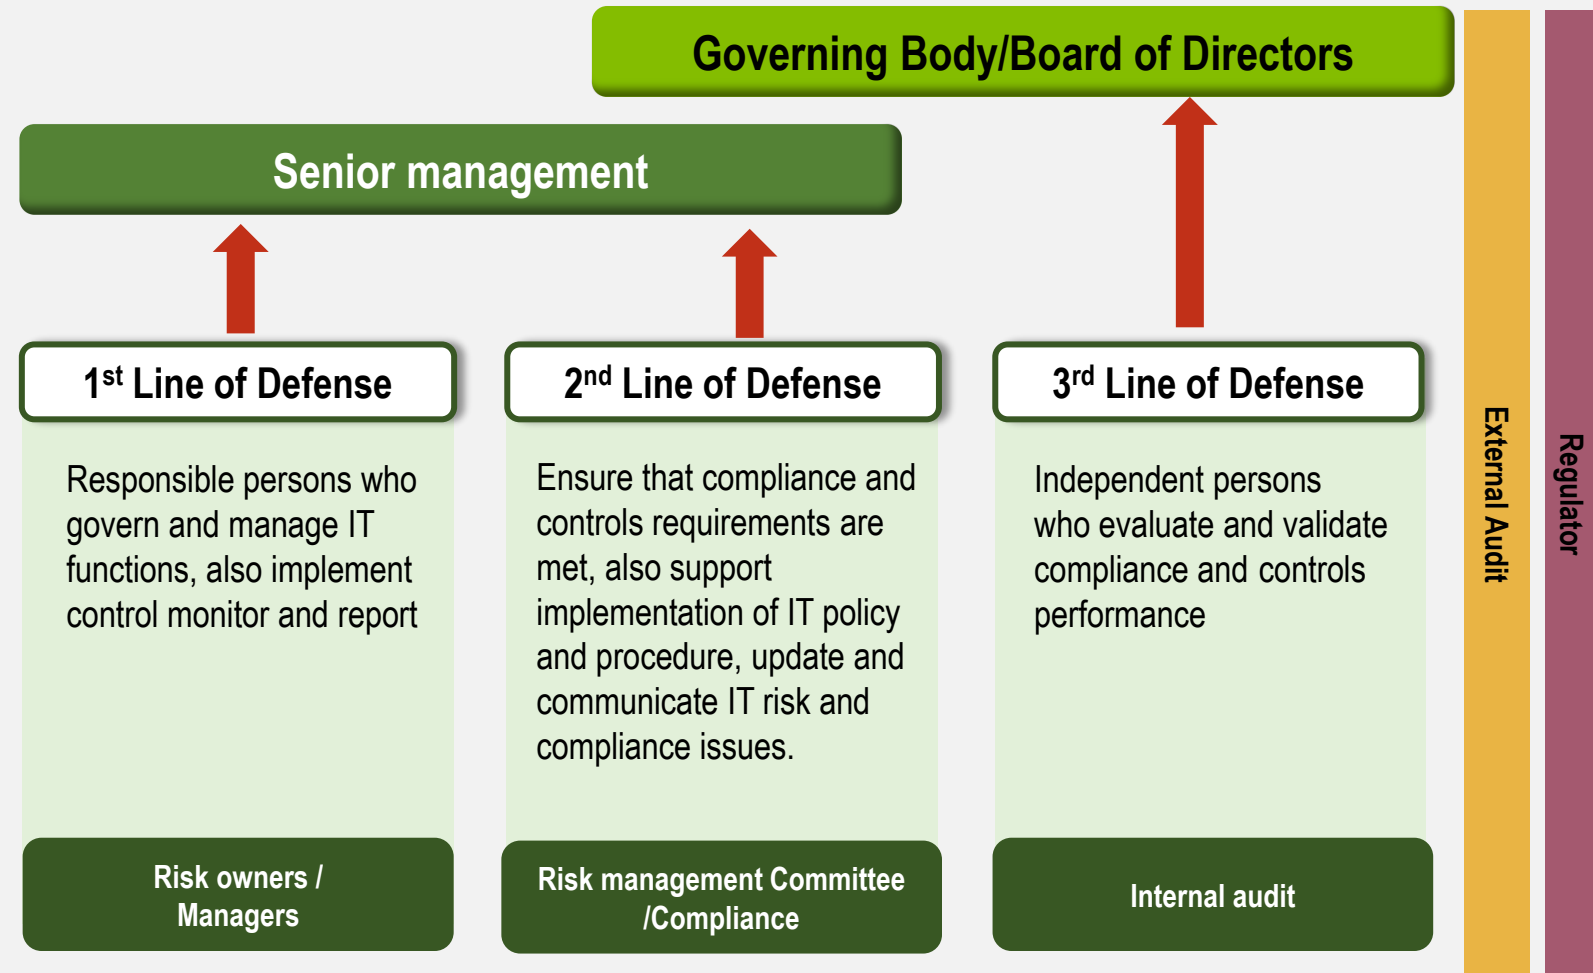 Governing Body/Board of Directors
Senior management
1st Line of Defense
Responsible persons who
govern and manage IT
functions, also implement
control monitor and report
Risk owners /
Managers
2nd Line of Defense
Ensure that compliance and
controls requirements are
met, also support
implementation of IT policy
and procedure, update and
communicate IT risk and
compliance issues.
Risk management Committee
/Compliance
3rd Line of Defense
Independent persons
who evaluate and validate
compliance and controls
performance
Internal audit
External Audit
Regulator